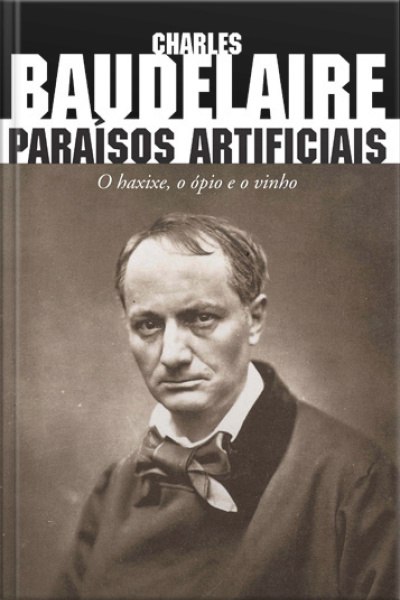 CHARLES
BAUDELAIRE
PARAÍSOS ARTIFICIAIS
O haxixe, o ópio e o vinho